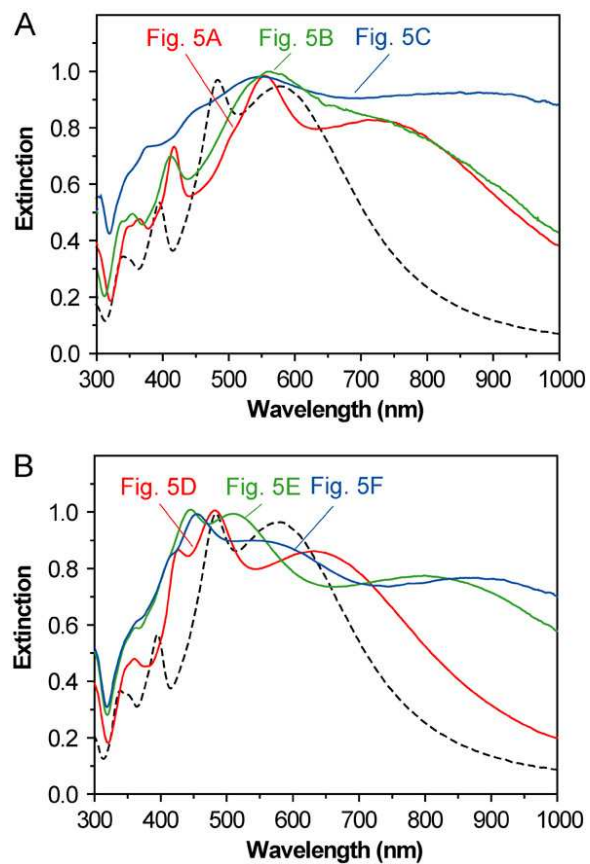 A
Fig. 5A
Fig. 5B
Fig. 5C
1.0
0.8
0.6
0.4
0.2
0.0
Extinction
300 400 500 600 700 800 900 1000
Wavelength (nm)
B
Fig. 5D
Fig. 5E
Fig. 5F
1.0
0.8
0.6
0.4
0.2
0.0
Extinction
300 400 500 600 700 800 900 1000
Wavelength (nm)